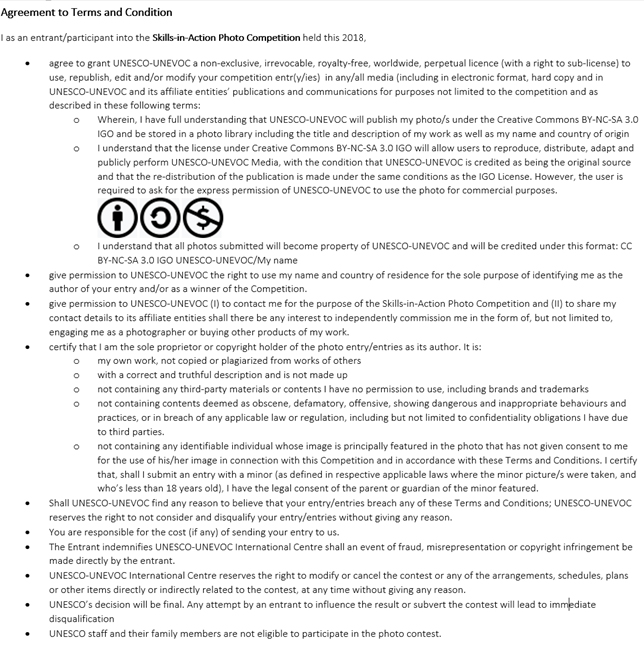 Agreement to Terms and Condition
I as an entrant/participant into the Skills-in-Action Photo Competition held this 2018,
• agree to grant UNESCO-UNEVOC a non-exclusive, irrevocable, royalty-free, worldwide, perpetual licence (with a right to sub-license) to
use, republish, edit and/or modify your competition entr(y/ies) in any/all media (including in electronic format, hard copy and in
UNESCO-UNEVOC and its affiliate entities' publications and communications for purposes not limited to the competition and as
described in these following terms:
o Wherein, I have full understanding that UNESCO-UNEVOC will publish my photo/s under the Creative Commons BY-NC-SA 3.0
IGO and be stored in a photo library including the title and description of my work as well as my name and country of origin
o I understand that the license under Creative Commons BY-NC-SA 3.0 IGO will allow users to reproduce, distribute, adapt and
publicly perform UNESCO-UNEVOC Media, with the condition that UNESCO-UNEVOC is credited as being the original source
and that the re-distribution of the publication is made under the same conditions as the IGO License. However, the user is
required to ask for the express permission of UNESCO-UNEVOC to use the photo for commercial purposes.
o I understand that all photos submitted will become property of UNESCO-UNEVOC and will be credited under this format: CC
BY-NC-SA 3.0 IGO UNESCO-UNEVOC/My name
• give permission to UNESCO-UNEVOC the right to use my name and country of residence for the sole purpose of identifying me as the
author of your entry and/or as a winner of the Competition.
• give permission to UNESCO-UNEVOC (I) to contact me for the purpose of the Skills-in-Action Photo Competition and (II) to share my
contact details to its affiliate entities shall there be any interest to independently commission me in the form of, but not limited to,
engaging me as a photographer or buying other products of my work.
• certify that I am the sole proprietor or copyright holder of the photo entry/entries as its author. It is:
o my own work, not copied or plagiarized from works of others
o with a correct and truthful description and is not made up
o not containing any third-party materials or contents I have no permission to use, including brands and trademarks
o not containing contents deemed as obscene, defamatory, offensive, showing dangerous and inappropriate behaviours and
practices, or in breach of any applicable law or regulation, including but not limited to confidentiality obligations I have due
to third parties.
o not containing any identifiable individual whose image is principally featured in the photo that has not given consent to me
for the use of his/her image in connection with this Competition and in accordance with these Terms and Conditions. I certify
that, shall I submit an entry with a minor (as defined in respective applicable laws where the minor picture/s were taken, and
who's less than 18 years old), I have the legal consent of the parent or guardian of the minor featured.
• Shall UNESCO-UNEVOC find any reason to believe that your entry/entries breach any of these Terms and Conditions; UNESCO-UNEVOC
reserves the right to not consider and disqualify your entry/entries without giving any reason.
• You are responsible for the cost (if any) of sending your entry to us.
• The Entrant indemnifies UNESCO-UNEVOC International Centre shall an event of fraud, misrepresentation or copyright infringement be
made directly by the entrant.
• UNESCO-UNEVOC International Centre reserves the right to modify or cancel the contest or any of the arrangements, schedules, plans
or other items directly or indirectly related to the contest, at any time without giving any reason.
• UNESCO's decision will be final. Any attempt by an entrant to influence the result or subvert the contest will lead to immediate
disqualification
• UNESCO staff and their family members are not eligible to participate in the photo contest.